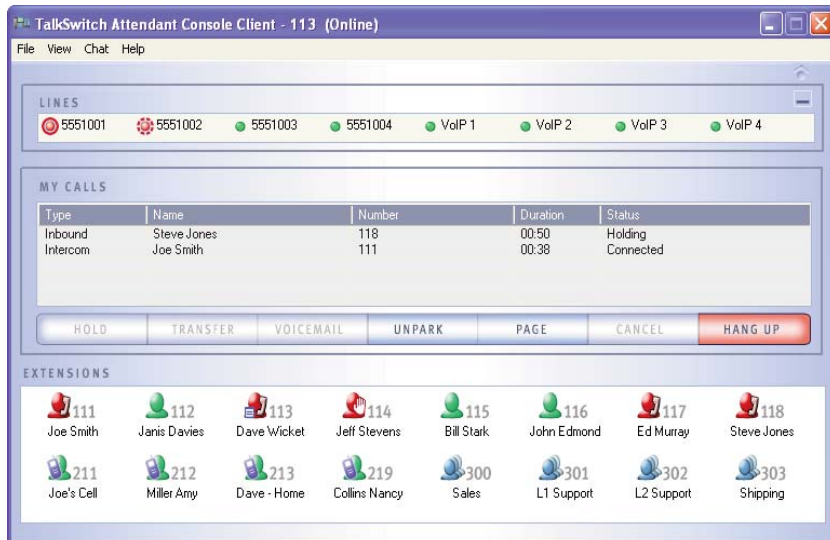 TalkSwitch Attendant Console Client - 113 (Online)
File View Chat Help
LINES
5551001 5551002 5551003 5551004 VoIP 1 VoIP 2 VoIP 3 VoIP 4
MY CALLS
Type Name Number Duration Status
Inbound Steve Jones 118 00:50 Holding
Intercom Joe Smith 111 00:38 Connected
HOLD TRANSFER VOICEMAIL UNPARK PAGE CANCEL HANG UP
EXTENSIONS
111 112 113 114 115 116 117 118
Joe Smith Janis Davies Dave Wicket Jeff Stevens Bill Stark John Edmond Ed Murray Steve Jones
211 212 213 219 300 301 302 303
Joe's Cell Miller Amy Dave - Home Collins Nancy Sales L1 Support L2 Support Shipping